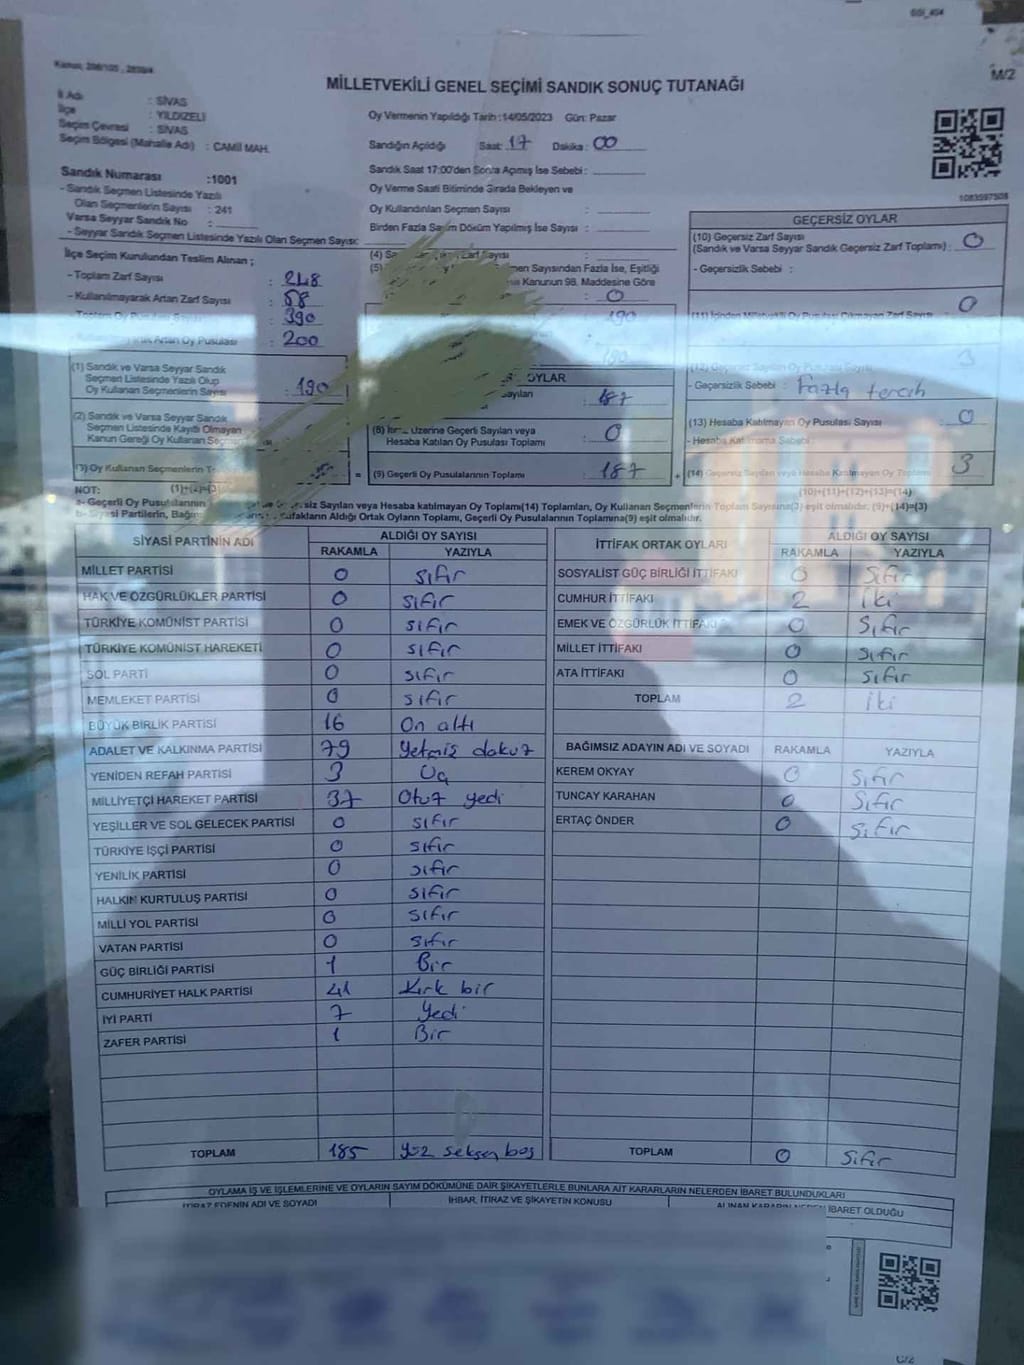 SGİ_404
M/2
MİLLETVEKİLİ GENEL SEÇİMİ SANDIK SONUÇ TUTANAĞI
İl Adı : SİVAS
İlçe : YILDIZELİ
Seçim Çevresi : SİVAS
Seçim Bölgesi (Mahalle Adı) : CAMİİ MAH.
Oy Vermenin Yapıldığı Tarih :14/05/2023 Gün: Pazar
Sandığın Açıldığı Saat: 17 Dakika : 00
Sandık Saat 17:00'den Sonra Açılmış İse Sebebi :
Oy Verme Saati Bitiminde Sırada Bekleyen ve
Oy Kullandırılan Seçmen Sayısı :
Birden Fazla Sayım Döküm Yapılmış İse Sayısı :
Sandık Numarası :1001
- Sandık Seçmen Listesinde Yazılı
Olan Seçmenlerin Sayısı : 241
Varsa Seyyar Sandık No :
- Seyyar Sandık Seçmen Listesinde Yazılı Olan Seçmen Sayısı:
İlçe Seçim Kurulundan Teslim Alınan ;
- Toplam Zarf Sayısı : 248
- Kullanılmayarak Artan Zarf Sayısı : 58
- Toplam Oy Pusulası Sayısı : 390
Artık Oy Pusulası : 200
(1) Sandık ve Varsa Seyyar Sandık
Seçmen Listesinde Yazılı Olup
Oy Kullanan Seçmenlerin Sayısı : 190
(2) Sandık ve Varsa Seyyar Sandık
Seçmen Listesinde Kayıtlı Olmayan
Kanun Gereği Oy Kullanan
(3) Oy Kullanan Seçmenlerin
(4)
Zarf Sayısı
(5)
Seçmen Sayısından Fazla İse, Eşitliği
Kanunun 98. Maddesine Göre
: 0
190
OYLAR
: 187
(8) Üzerine Geçerli Sayılan veya
Hesaba Katılan Oy Pusulası Toplamı : 0
= (9) Geçerli Oy Pusulalarının Toplamı : 187 +
1083597508
GEÇERSİZ OYLAR
(10) Geçersiz Zarf Sayısı
(Sandık ve Varsa Seyyar Sandık Geçersiz Zarf Toplamı) : 0
- Geçersizlik Sebebi :
(11) İçinden Milletvekili Oy Pusulası Çıkmayan Zarf Sayısı 0
3
- Geçersizlik Sebebi : Fazla tercih
(13) Hesaba Katılmayan Oy Pusulası Sayısı : 0
- Hesaba Katılmama Sebebi :
(14) Geçersiz Sayılan veya Hesaba Katılmayan Oy Toplamı 3
(10)+(11)+(12)+(13)=(14)
NOT: (1)+(2)=(3)
a- Geçerli Oy Pusulalarının Geçersiz Sayılan veya Hesaba katılmayan Oy Toplamı(14) Toplamları, Oy Kullanan Seçmenlerin Toplam Sayısına(3) eşit olmalıdır. (9)+(14)=(3)
b- Siyasi Partilerin, İttifakların Aldığı Ortak Oyların Toplamı, Geçerli Oy Pusulalarının Toplamına(9) eşit olmalıdır.
SİYASİ PARTİNİN ADI ALDIĞI OY SAYISI
RAKAMLA YAZIYLA
MİLLET PARTİSİ 0 Sıfır
HAK VE ÖZGÜRLÜKLER PARTİSİ 0 Sıfır
TÜRKİYE KOMÜNİST PARTİSİ 0 Sıfır
TÜRKİYE KOMÜNİST HAREKETİ 0 Sıfır
SOL PARTİ 0 Sıfır
MEMLEKET PARTİSİ 0 Sıfır
BÜYÜK BİRLİK PARTİSİ 16 On altı
ADALET VE KALKINMA PARTİSİ 79 Yetmiş dokuz
YENİDEN REFAH PARTİSİ 3 Üç
MİLLİYETÇİ HAREKET PARTİSİ 37 Otuz yedi
YEŞİLLER VE SOL GELECEK PARTİSİ 0 Sıfır
TÜRKİYE İŞÇİ PARTİSİ 0 Sıfır
YENİLİK PARTİSİ 0 Sıfır
HALKIN KURTULUŞ PARTİSİ 0 Sıfır
MİLLİ YOL PARTİSİ 0 Sıfır
VATAN PARTİSİ 0 Sıfır
GÜÇ BİRLİĞİ PARTİSİ 1 Bir
CUMHURİYET HALK PARTİSİ 41 Kırk bir
İYİ PARTİ 7 Yedi
ZAFER PARTİSİ 1 Bir
TOPLAM 185 Yüz seksen beş
İTTİFAK ORTAK OYLARI ALDIĞI OY SAYISI
RAKAMLA YAZIYLA
SOSYALİST GÜÇ BİRLİĞİ İTTİFAKI 0 Sıfır
CUMHUR İTTİFAKI 2 İki
EMEK VE ÖZGÜRLÜK İTTİFAKI 0 Sıfır
MİLLET İTTİFAKI 0 Sıfır
ATA İTTİFAKI 0 Sıfır
TOPLAM 2 İki
BAĞIMSIZ ADAYIN ADI VE SOYADI RAKAMLA YAZIYLA
KEREM OKYAY 0 Sıfır
TUNCAY KARAHAN 0 Sıfır
ERTAÇ ÖNDER 0 Sıfır
TOPLAM 0 Sıfır
OYLAMA İŞ VE İŞLEMLERİNE VE OYLARIN SAYIM DÖKÜMÜNE DAİR ŞİKAYETLERLE BUNLARA AİT KARARLARIN NELERDEN İBARET BULUNDUKLARI
İTİRAZ EDENİN ADI VE SOYADI İHBAR, İTİRAZ VE ŞİKAYETİN KONUSU ALINAN KARARIN NEDEN İBARET OLDUĞU